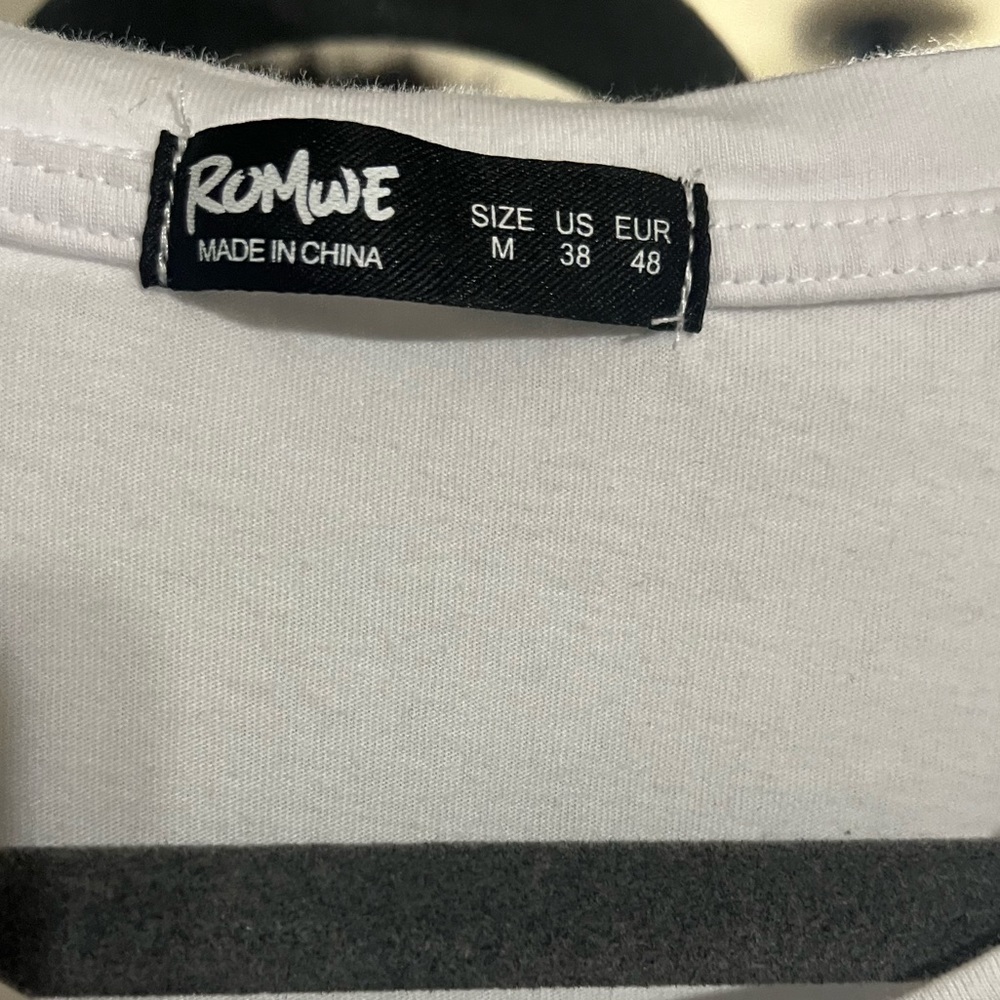 ROMWE
MADE IN CHINA
SIZE US EUR
M 38 48